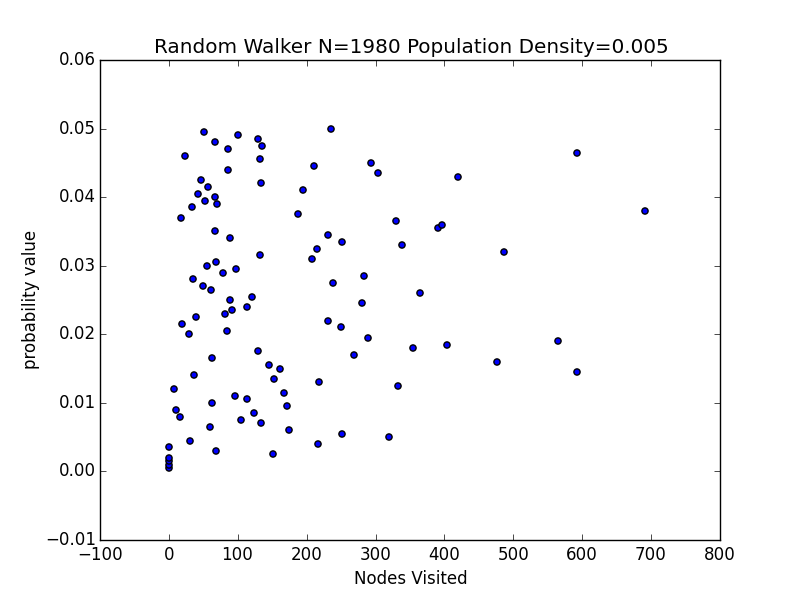 Random Walker N=1980 Population Density=0.005
0.06
0.05
0.04
0.03
0.02
0.01
0.00
−0.01
probability value
−100 0 100 200 300 400 500 600 700 800
Nodes Visited